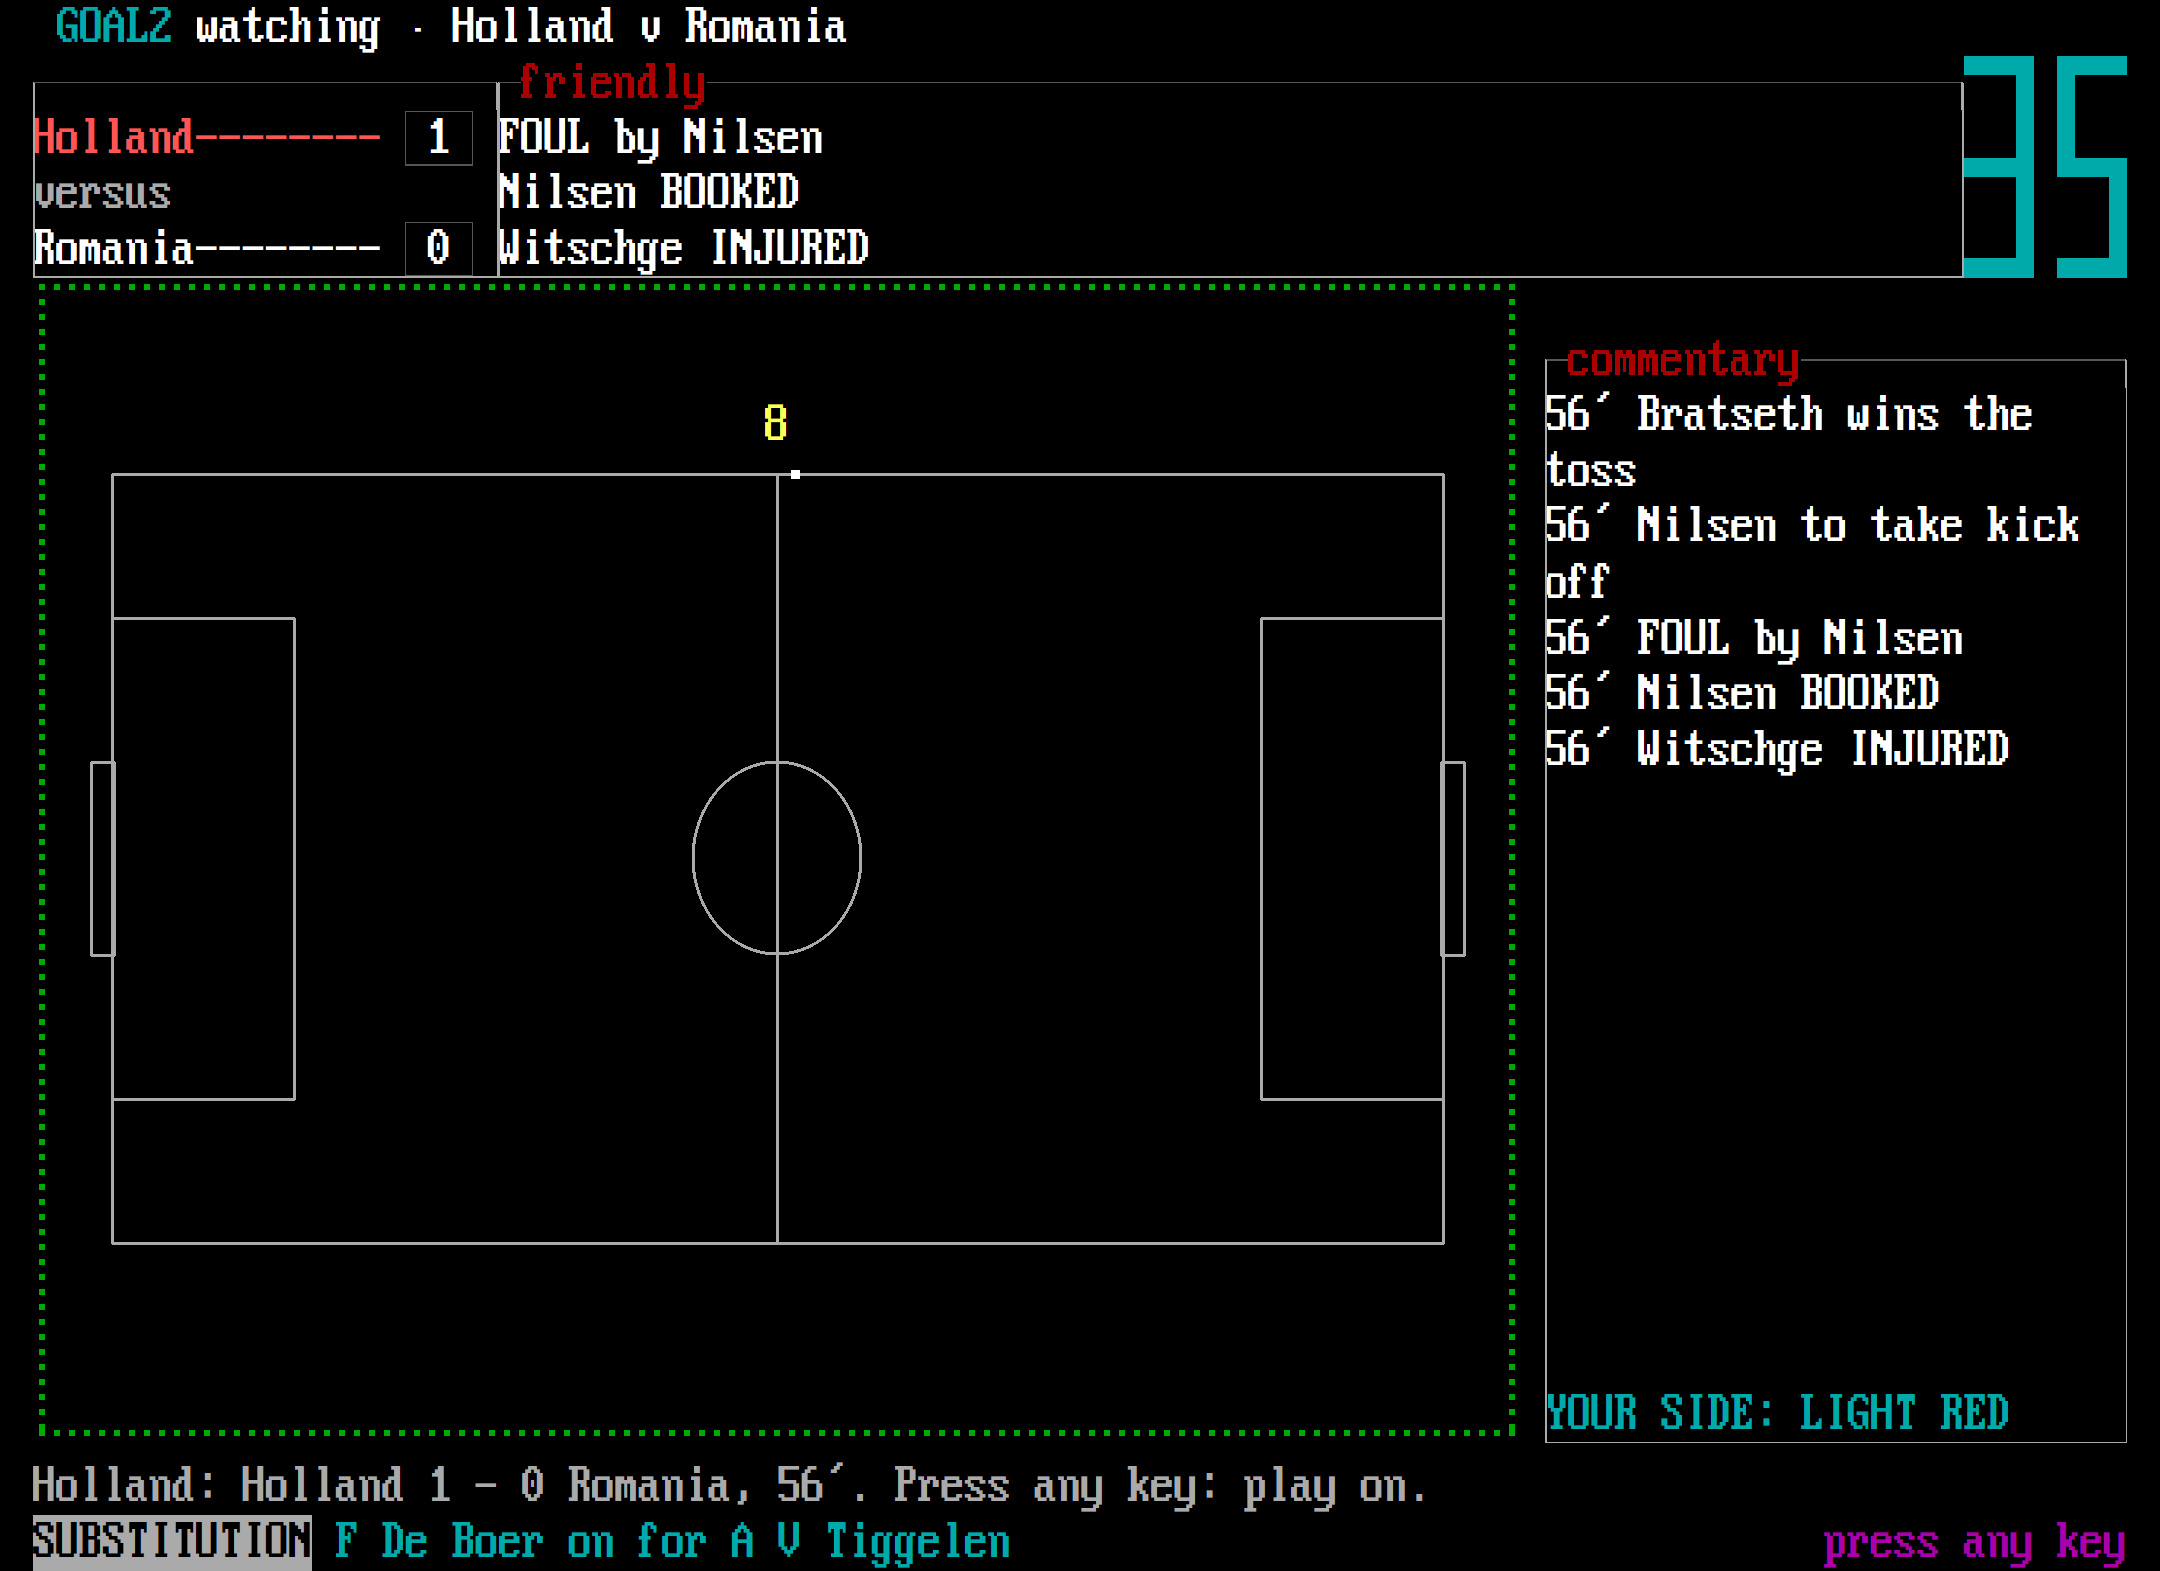 GOAL2 watching · Holland v Romania
35
friendly
Holland-------- 1
versus
Romania-------- 0
FOUL by Nilsen
Nilsen BOOKED
Witschge INJURED
8
commentary
56´ Bratseth wins the
toss
56´ Nilsen to take kick
off
56´ FOUL by Nilsen
56´ Nilsen BOOKED
56´ Witschge INJURED
YOUR SIDE: LIGHT RED
Holland: Holland 1 - 0 Romania, 56´. Press any key: play on.
SUBSTITUTION F De Boer on for A V Tiggelen
press any key